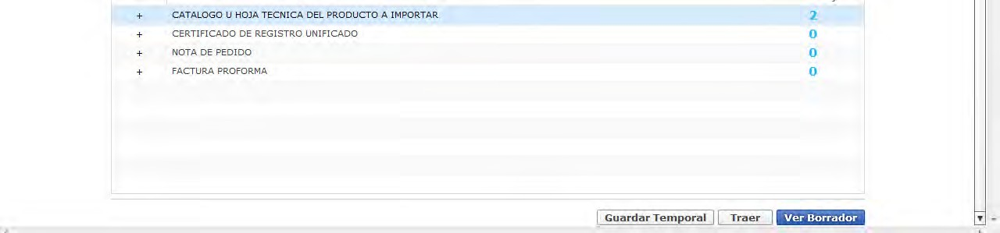 + CATALOGO U HOJA TECNICA DEL PRODUCTO A IMPORTAR 2
+ CERTIFICADO DE REGISTRO UNIFICADO 0
+ NOTA DE PEDIDO 0
+ FACTURA PROFORMA 0
Guardar Temporal Traer Ver Borrador